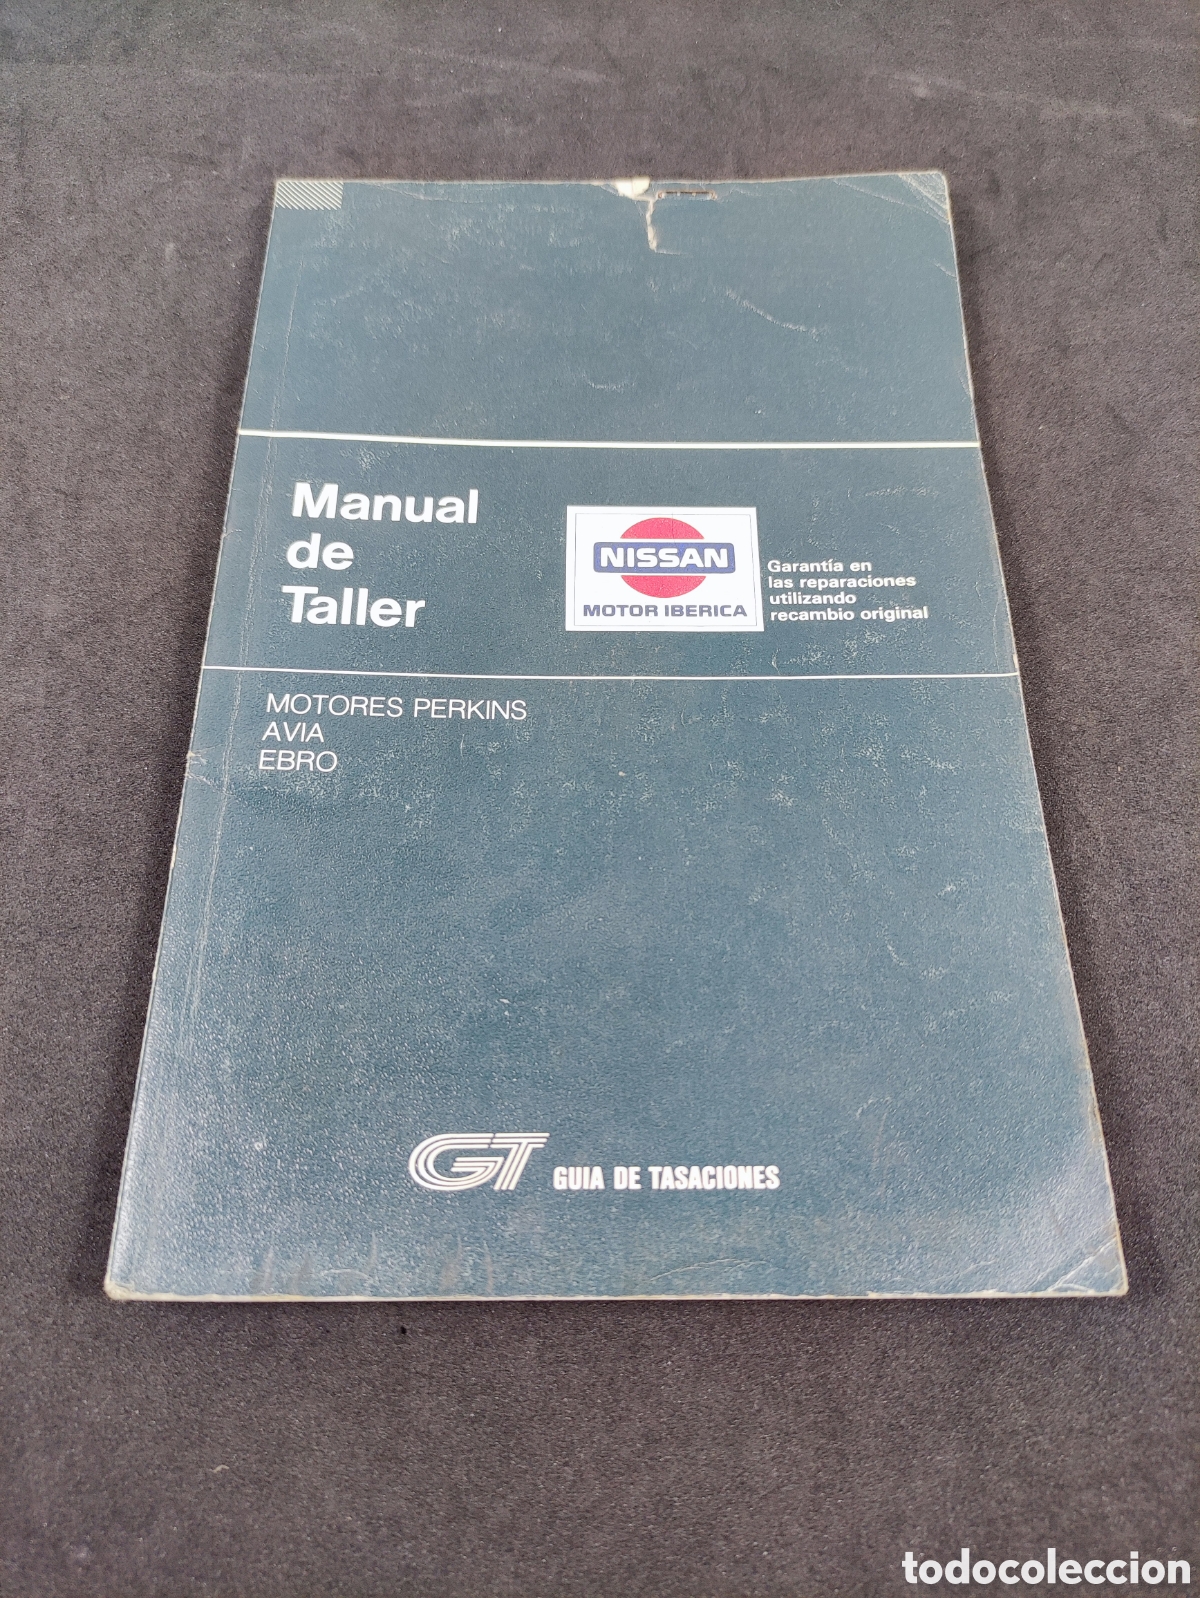 Manual
de
Taller
NISSAN
MOTOR IBERICA
Garantía en
las reparaciones
utilizando
recambio original
MOTORES PERKINS
AVIA
EBRO
GT GUIA DE TASACIONES
todocoleccion